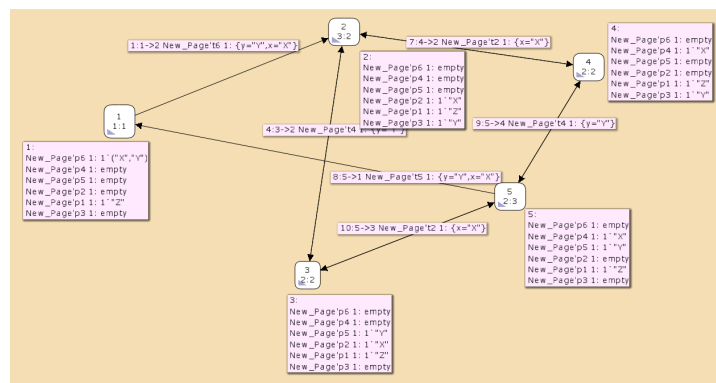 2
3:2
1:1->2 New_Page't6 1: {y="Y",x="X"}
7:4->2 New_Page't2 1: {x="X"}
4
2:2
4:
New_Page'p6 1: empty
New_Page'p4 1: 1`"X"
New_Page'p5 1: empty
New_Page'p2 1: empty
New_Page'p1 1: 1`"Z"
New_Page'p3 1: 1`"Y"
2:
New_Page'p6 1: empty
New_Page'p4 1: empty
New_Page'p5 1: empty
New_Page'p2 1: 1`"X"
New_Page'p1 1: 1`"Z"
New_Page'p3 1: 1`"Y"
1
1:1
4:3->2 New_Page't4 1: {y="Y"}
9:5->4 New_Page't4 1: {y="Y"}
1:
New_Page'p6 1: 1`("X","Y")
New_Page'p4 1: empty
New_Page'p5 1: empty
New_Page'p2 1: empty
New_Page'p1 1: 1`"Z"
New_Page'p3 1: empty
8:5->1 New_Page't5 1: {y="Y",x="X"}
5
2:3
10:5->3 New_Page't2 1: {x="X"}
5:
New_Page'p6 1: empty
New_Page'p4 1: 1`"X"
New_Page'p5 1: 1`"Y"
New_Page'p2 1: empty
New_Page'p1 1: 1`"Z"
New_Page'p3 1: empty
3
2:2
3:
New_Page'p6 1: empty
New_Page'p4 1: empty
New_Page'p5 1: 1`"Y"
New_Page'p2 1: 1`"X"
New_Page'p1 1: 1`"Z"
New_Page'p3 1: empty